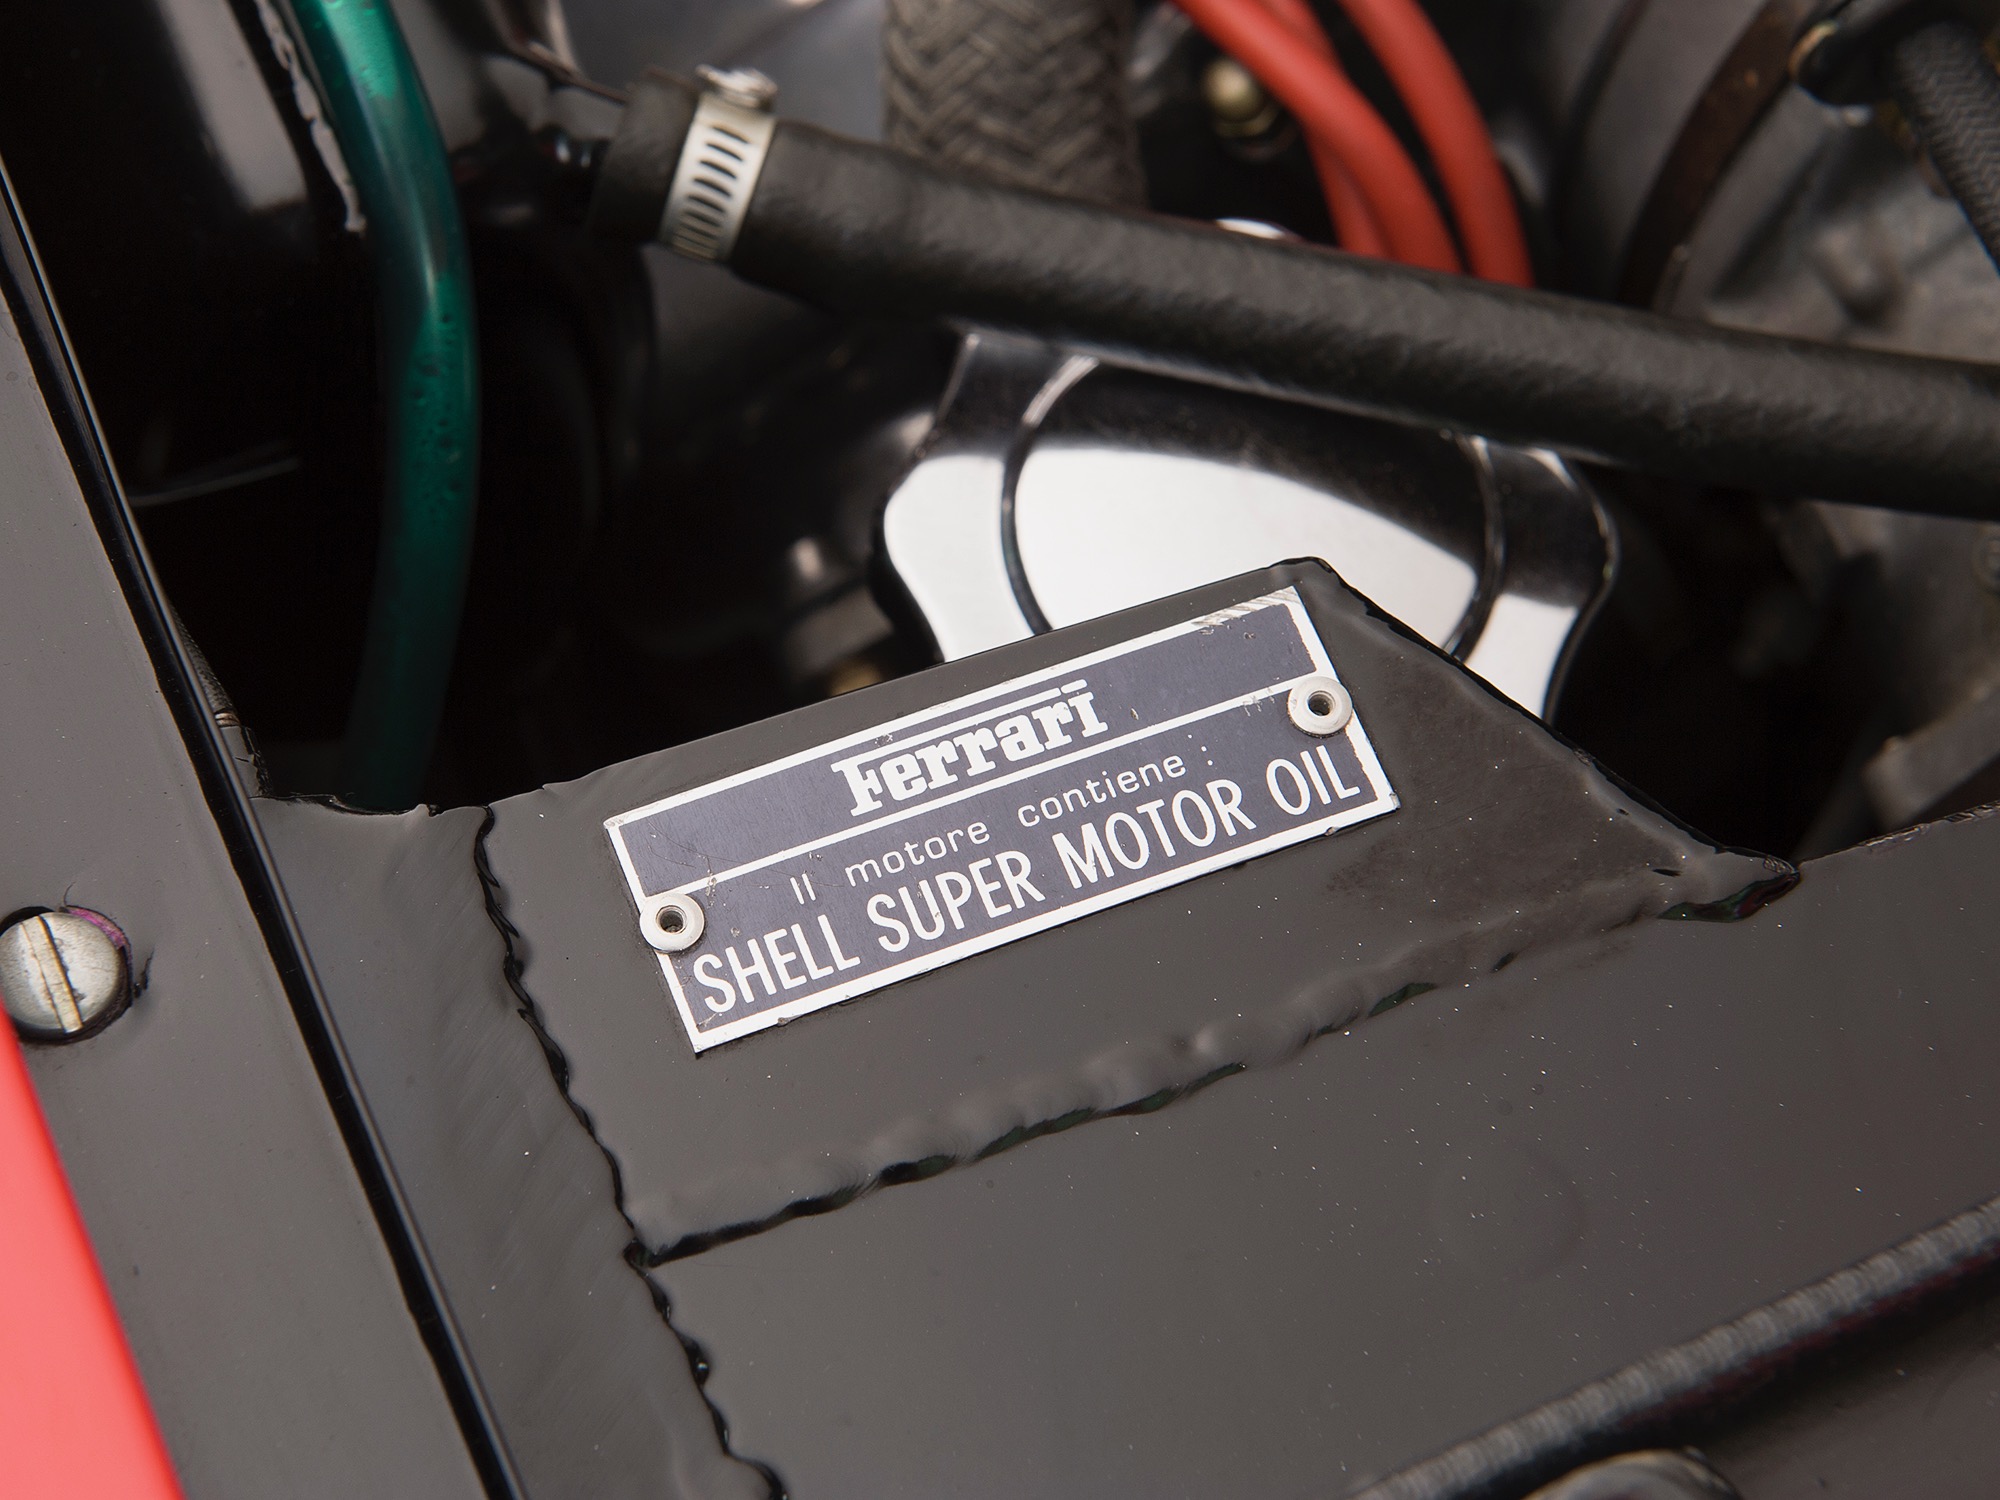 Ferrari
Il motore contiene :
SHELL SUPER MOTOR OIL